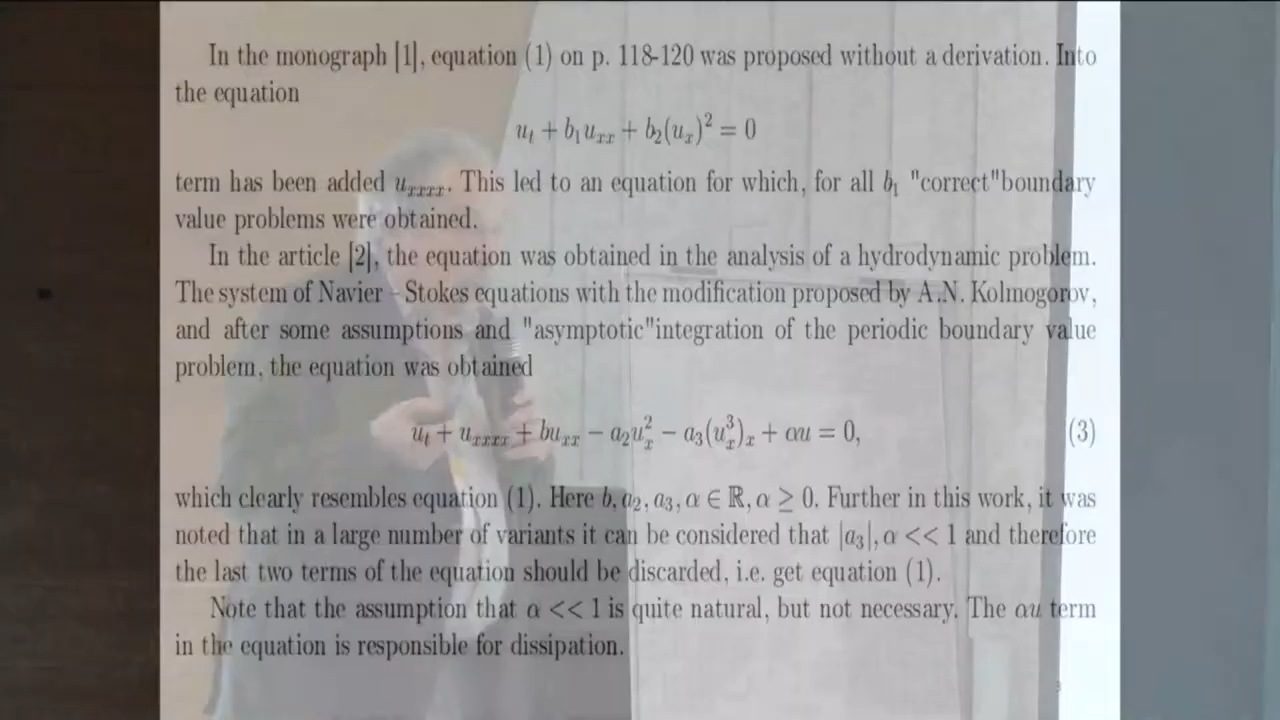 In the monograph [1], equation (1) on p. 118-120 was proposed without a derivation. Into
the equation
u_t + b_1u_{xx} + b_2(u_x)^2 = 0
term has been added u_{xxxx}. This led to an equation for which, for all b_1 "correct"boundary
value problems were obtained.
In the article [2], the equation was obtained in the analysis of a hydrodynamic problem.
The system of Navier – Stokes equations with the modification proposed by A.N. Kolmogorov,
and after some assumptions and "asymptotic"integration of the periodic boundary value
problem, the equation was obtained
u_t + u_{xxxx} + bu_{xx} − a_2u_x^2 − a_3(u_x^3)_x + αu = 0, (3)
which clearly resembles equation (1). Here b, a_2, a_3, α ∈ ℝ, α ≥ 0. Further in this work, it was
noted that in a large number of variants it can be considered that |a_3|, α << 1 and therefore
the last two terms of the equation should be discarded, i.e. get equation (1).
Note that the assumption that α << 1 is quite natural, but not necessary. The αu term
in the equation is responsible for dissipation.